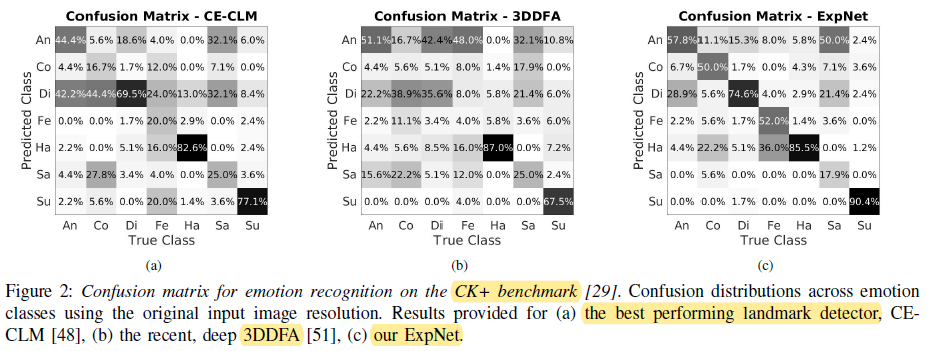 Confusion Matrix - CE-CLM
An 44.4% 5.6% 18.6% 4.0% 0.0% 32.1% 6.0%
Co 4.4% 16.7% 1.7% 12.0% 0.0% 7.1% 0.0%
Di 42.2% 44.4% 69.5% 24.0% 13.0% 32.1% 8.4%
Fe 0.0% 0.0% 1.7% 20.0% 2.9% 0.0% 2.4%
Ha 2.2% 0.0% 5.1% 16.0% 82.6% 0.0% 2.4%
Sa 4.4% 27.8% 3.4% 4.0% 0.0% 25.0% 3.6%
Su 2.2% 5.6% 0.0% 20.0% 1.4% 3.6% 77.1%
An Co Di Fe Ha Sa Su
Predicted Class
True Class
(a)
Confusion Matrix - 3DDFA
An 51.1% 16.7% 42.4% 48.0% 0.0% 32.1% 10.8%
Co 4.4% 5.6% 5.1% 8.0% 1.4% 17.9% 0.0%
Di 22.2% 38.9% 35.6% 8.0% 5.8% 21.4% 6.0%
Fe 2.2% 11.1% 3.4% 4.0% 5.8% 3.6% 6.0%
Ha 4.4% 5.6% 8.5% 16.0% 87.0% 0.0% 7.2%
Sa 15.6% 22.2% 5.1% 12.0% 0.0% 25.0% 2.4%
Su 0.0% 0.0% 0.0% 4.0% 0.0% 0.0% 67.5%
An Co Di Fe Ha Sa Su
Predicted Class
True Class
(b)
Confusion Matrix - ExpNet
An 57.8% 11.1% 15.3% 8.0% 5.8% 50.0% 2.4%
Co 6.7% 50.0% 1.7% 0.0% 4.3% 7.1% 3.6%
Di 28.9% 5.6% 74.6% 4.0% 2.9% 21.4% 2.4%
Fe 2.2% 5.6% 1.7% 52.0% 1.4% 3.6% 0.0%
Ha 4.4% 22.2% 5.1% 36.0% 85.5% 0.0% 1.2%
Sa 0.0% 5.6% 0.0% 0.0% 0.0% 17.9% 0.0%
Su 0.0% 0.0% 1.7% 0.0% 0.0% 0.0% 90.4%
An Co Di Fe Ha Sa Su
Predicted Class
True Class
(c)
Figure 2: Confusion matrix for emotion recognition on the CK+ benchmark [29]. Confusion distributions across emotion
classes using the original input image resolution. Results provided for (a) the best performing landmark detector, CE-
CLM [48], (b) the recent, deep 3DDFA [51], (c) our ExpNet.